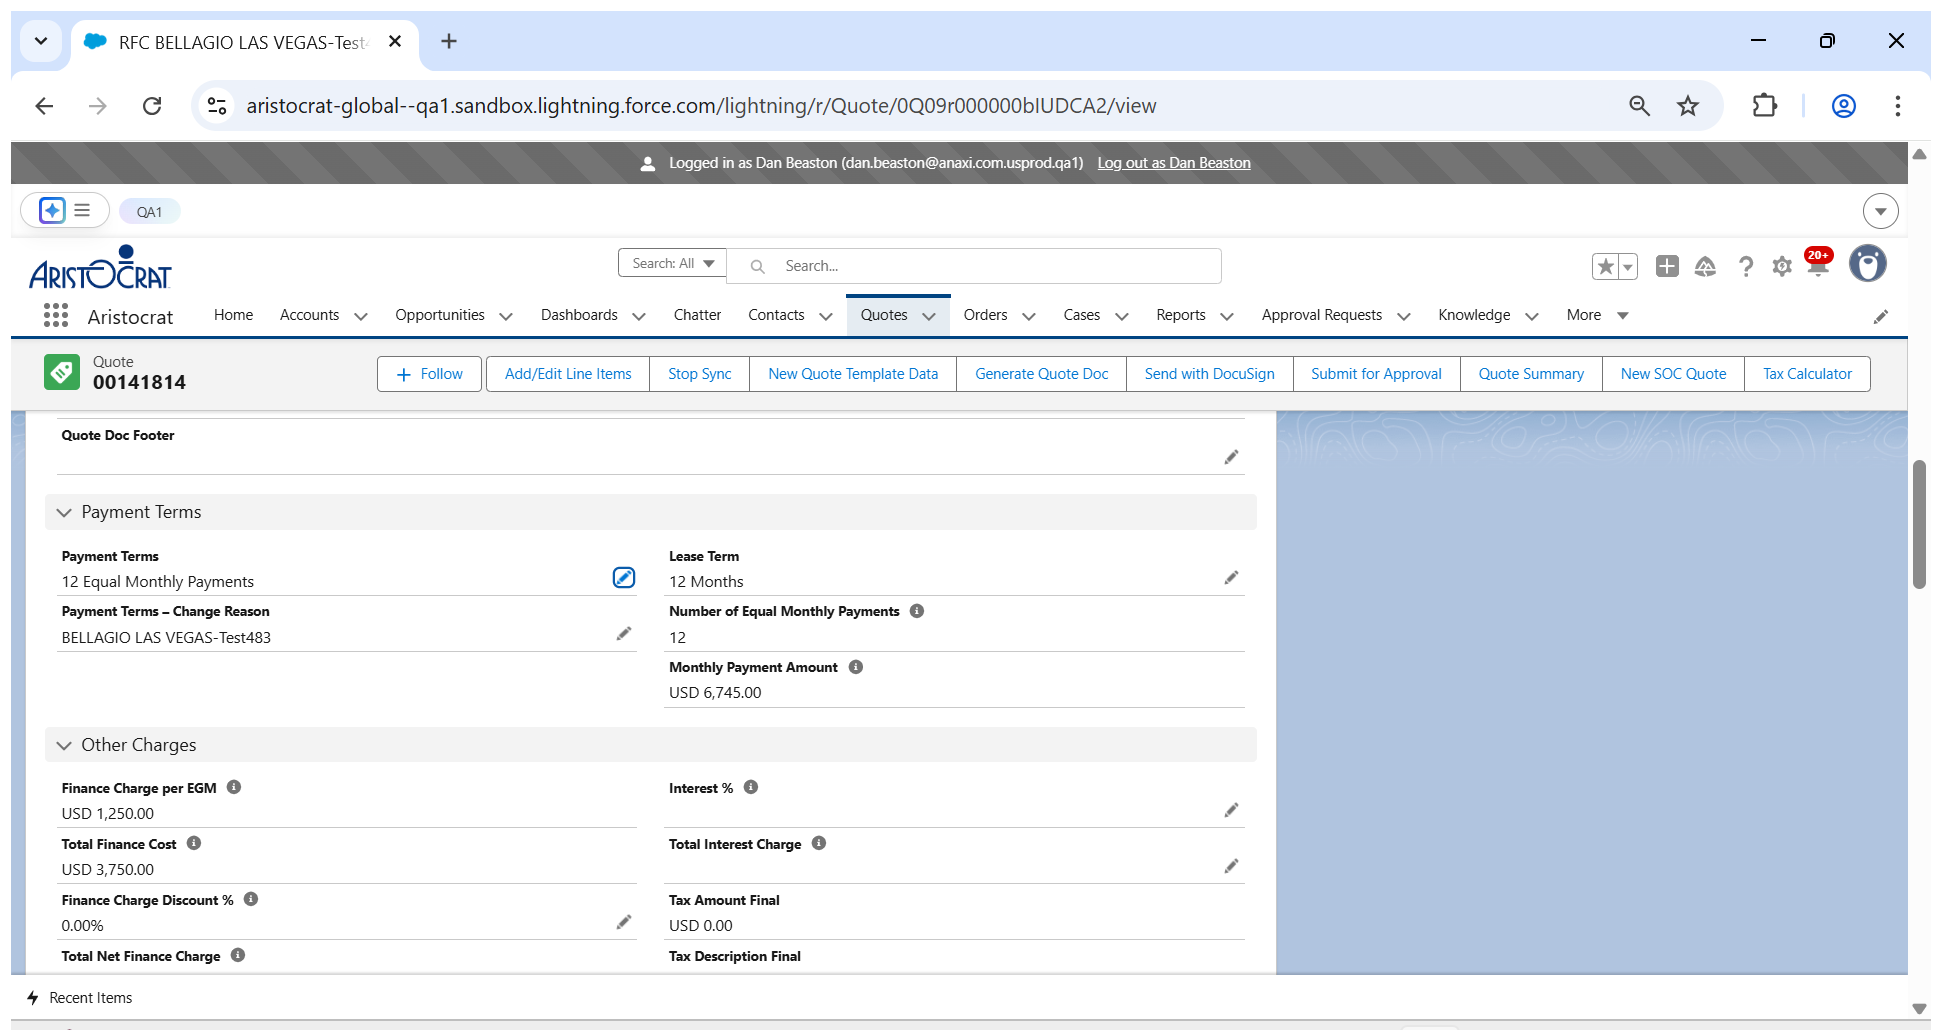 RFC BELLAGIO LAS VEGAS-Test4
aristocrat-global--qa1.sandbox.lightning.force.com/lightning/r/Quote/0Q09r000000bIUDCA2/view
Logged in as Dan Beaston (dan.beaston@anaxi.com.usprod.qa1) Log out as Dan Beaston
QA1
ARISTOCRAT
Search: All
Search...
20+
Aristocrat Home Accounts Opportunities Dashboards Chatter Contacts Quotes Orders Cases Reports Approval Requests Knowledge More
Quote
00141814
Follow Add/Edit Line Items Stop Sync New Quote Template Data Generate Quote Doc Send with DocuSign Submit for Approval Quote Summary New SOC Quote Tax Calculator
Quote Doc Footer
Payment Terms
Payment Terms
12 Equal Monthly Payments
Lease Term
12 Months
Payment Terms – Change Reason
BELLAGIO LAS VEGAS-Test483
Number of Equal Monthly Payments
12
Monthly Payment Amount
USD 6,745.00
Other Charges
Finance Charge per EGM
USD 1,250.00
Interest %
Total Finance Cost
USD 3,750.00
Total Interest Charge
Finance Charge Discount %
0.00%
Tax Amount Final
USD 0.00
Total Net Finance Charge
Tax Description Final
Recent Items